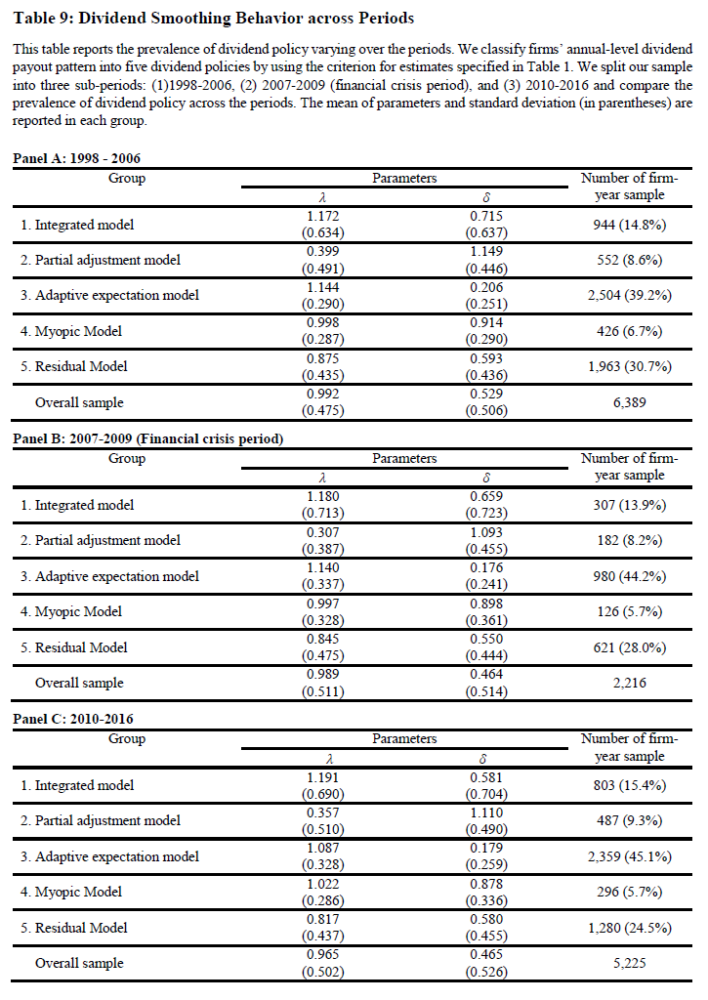 Table 9: Dividend Smoothing Behavior across Periods
This table reports the prevalence of dividend policy varying over the periods. We classify firms’ annual-level dividend
payout pattern into five dividend policies by using the criterion for estimates specified in Table 1. We split our sample
into three sub-periods: (1)1998-2006, (2) 2007-2009 (financial crisis period), and (3) 2010-2016 and compare the
prevalence of dividend policy across the periods. The mean of parameters and standard deviation (in parentheses) are
reported in each group.
Panel A: 1998 - 2006
Group Parameters Number of firm-
λ δ year sample
1. Integrated model 1.172 0.715 944 (14.8%)
(0.634) (0.637)
2. Partial adjustment model 0.399 1.149 552 (8.6%)
(0.491) (0.446)
3. Adaptive expectation model 1.144 0.206 2,504 (39.2%)
(0.290) (0.251)
4. Myopic Model 0.998 0.914 426 (6.7%)
(0.287) (0.290)
5. Residual Model 0.875 0.593 1,963 (30.7%)
(0.435) (0.436)
Overall sample 0.992 0.529 6,389
(0.475) (0.506)
Panel B: 2007-2009 (Financial crisis period)
Group Parameters Number of firm-
λ δ year sample
1. Integrated model 1.180 0.659 307 (13.9%)
(0.713) (0.723)
2. Partial adjustment model 0.307 1.093 182 (8.2%)
(0.387) (0.455)
3. Adaptive expectation model 1.140 0.176 980 (44.2%)
(0.337) (0.241)
4. Myopic Model 0.997 0.898 126 (5.7%)
(0.328) (0.361)
5. Residual Model 0.845 0.550 621 (28.0%)
(0.475) (0.444)
Overall sample 0.989 0.464 2,216
(0.511) (0.514)
Panel C: 2010-2016
Group Parameters Number of firm-
λ δ year sample
1. Integrated model 1.191 0.581 803 (15.4%)
(0.690) (0.704)
2. Partial adjustment model 0.357 1.110 487 (9.3%)
(0.510) (0.490)
3. Adaptive expectation model 1.087 0.179 2,359 (45.1%)
(0.328) (0.259)
4. Myopic Model 1.022 0.878 296 (5.7%)
(0.286) (0.336)
5. Residual Model 0.817 0.580 1,280 (24.5%)
(0.437) (0.455)
Overall sample 0.965 0.465 5,225
(0.502) (0.526)